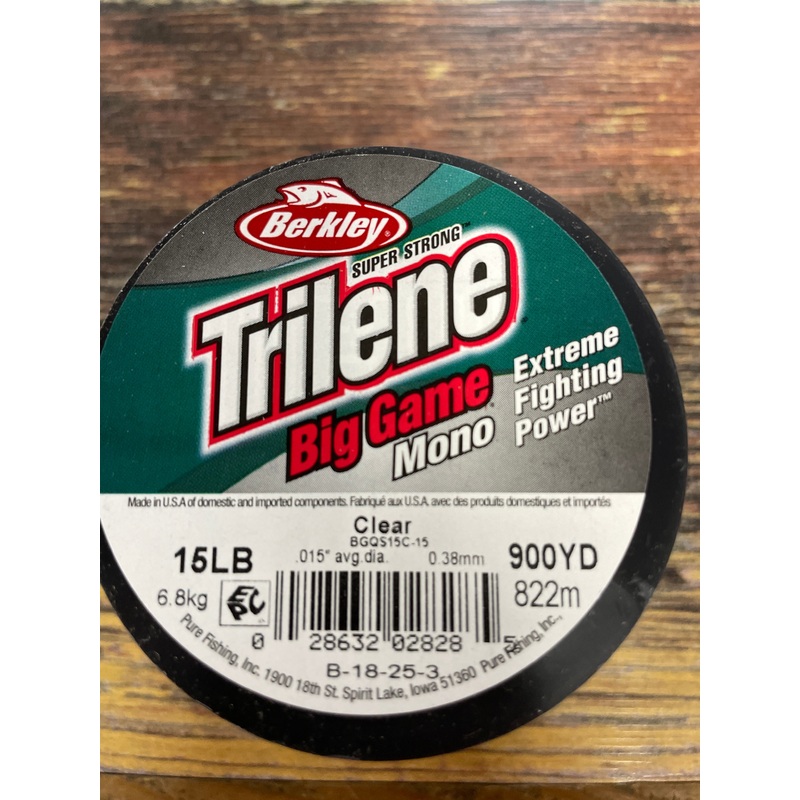 Berkley®
SUPER STRONG™
Trilene®
Big Game®
Mono
Extreme
Fighting
Power™
Made in U.S.A of domestic and imported components. Fabriqué aux U.S.A. avec des produits domestiques et importés
Clear
BGQS15C-15
15LB .015" avg.dia. 0.38mm 900YD
6.8kg EPC 822m
0 28632 02828 5
B-18-25-3
Pure Fishing, Inc. 1900 18th St. Spirit Lake, Iowa 51360 Pure Fishing, Inc.,